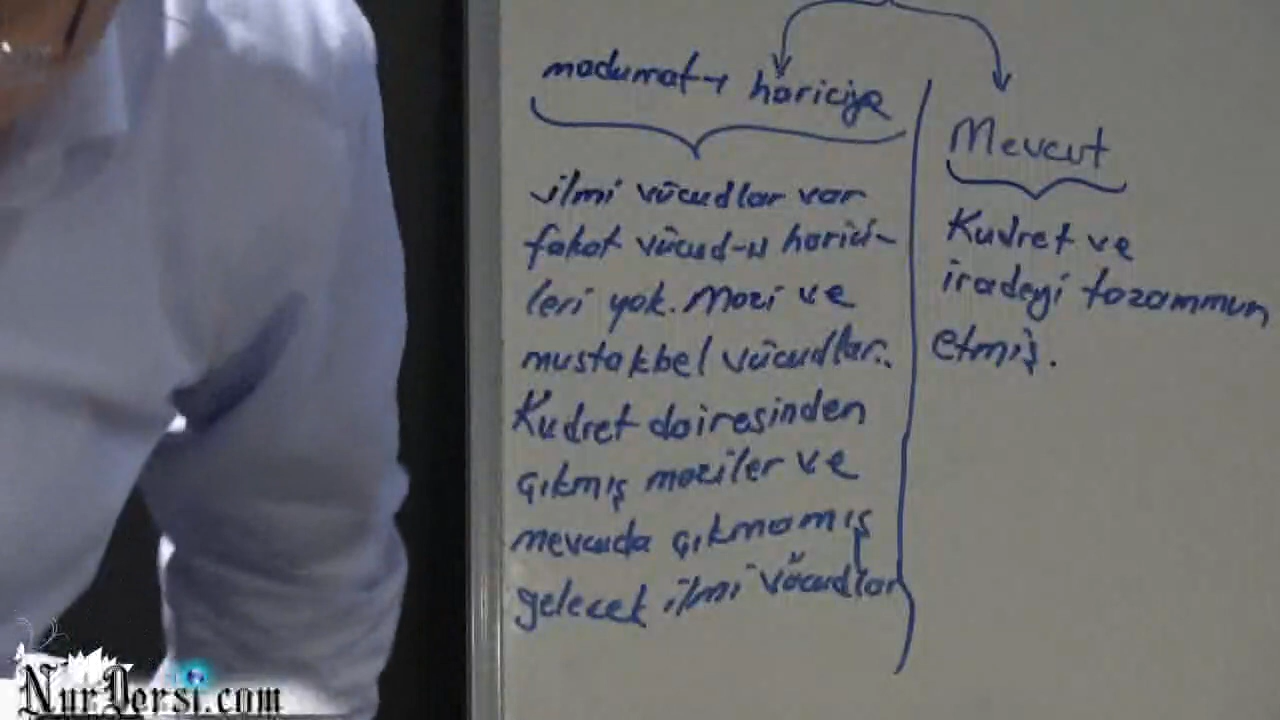 madumat-ı hariciye
ilmi vücudlar var
fakat vücud-u harici-
leri yok. Mazi ve
mustakbel vücudlar..
Kudret dairesinden
çıkmış maziler ve
mevcuda çıkmamış
gelecek ilmi vücudlar
Mevcut
Kudret ve
iradeyi tazammun
etmiş.
NurDersi.com